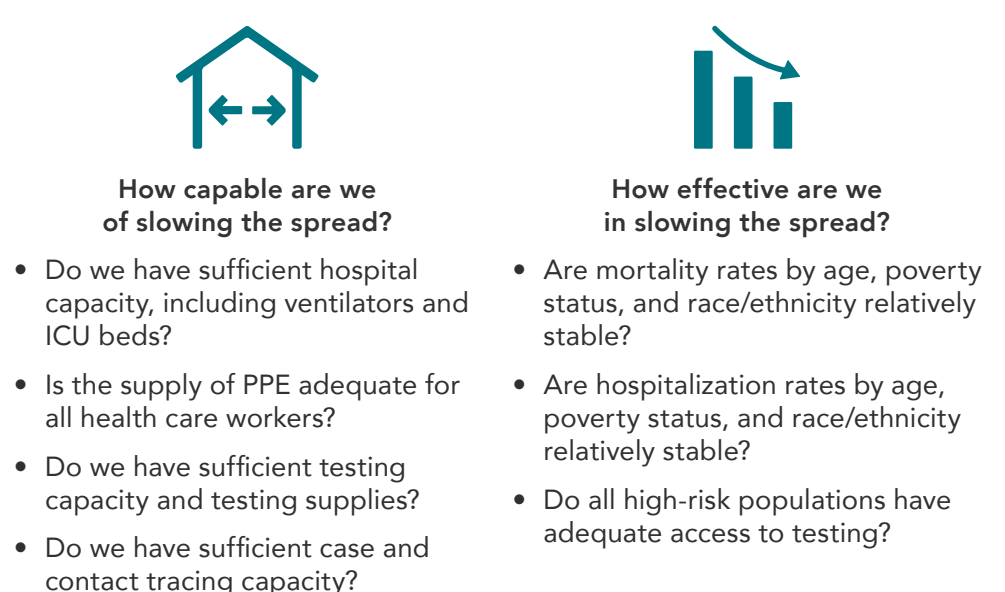 How capable are we
of slowing the spread?
• Do we have sufficient hospital
capacity, including ventilators and
ICU beds?
• Is the supply of PPE adequate for
all health care workers?
• Do we have sufficient testing
capacity and testing supplies?
• Do we have sufficient case and
contact tracing capacity?
How effective are we
in slowing the spread?
• Are mortality rates by age, poverty
status, and race/ethnicity relatively
stable?
• Are hospitalization rates by age,
poverty status, and race/ethnicity
relatively stable?
• Do all high-risk populations have
adequate access to testing?